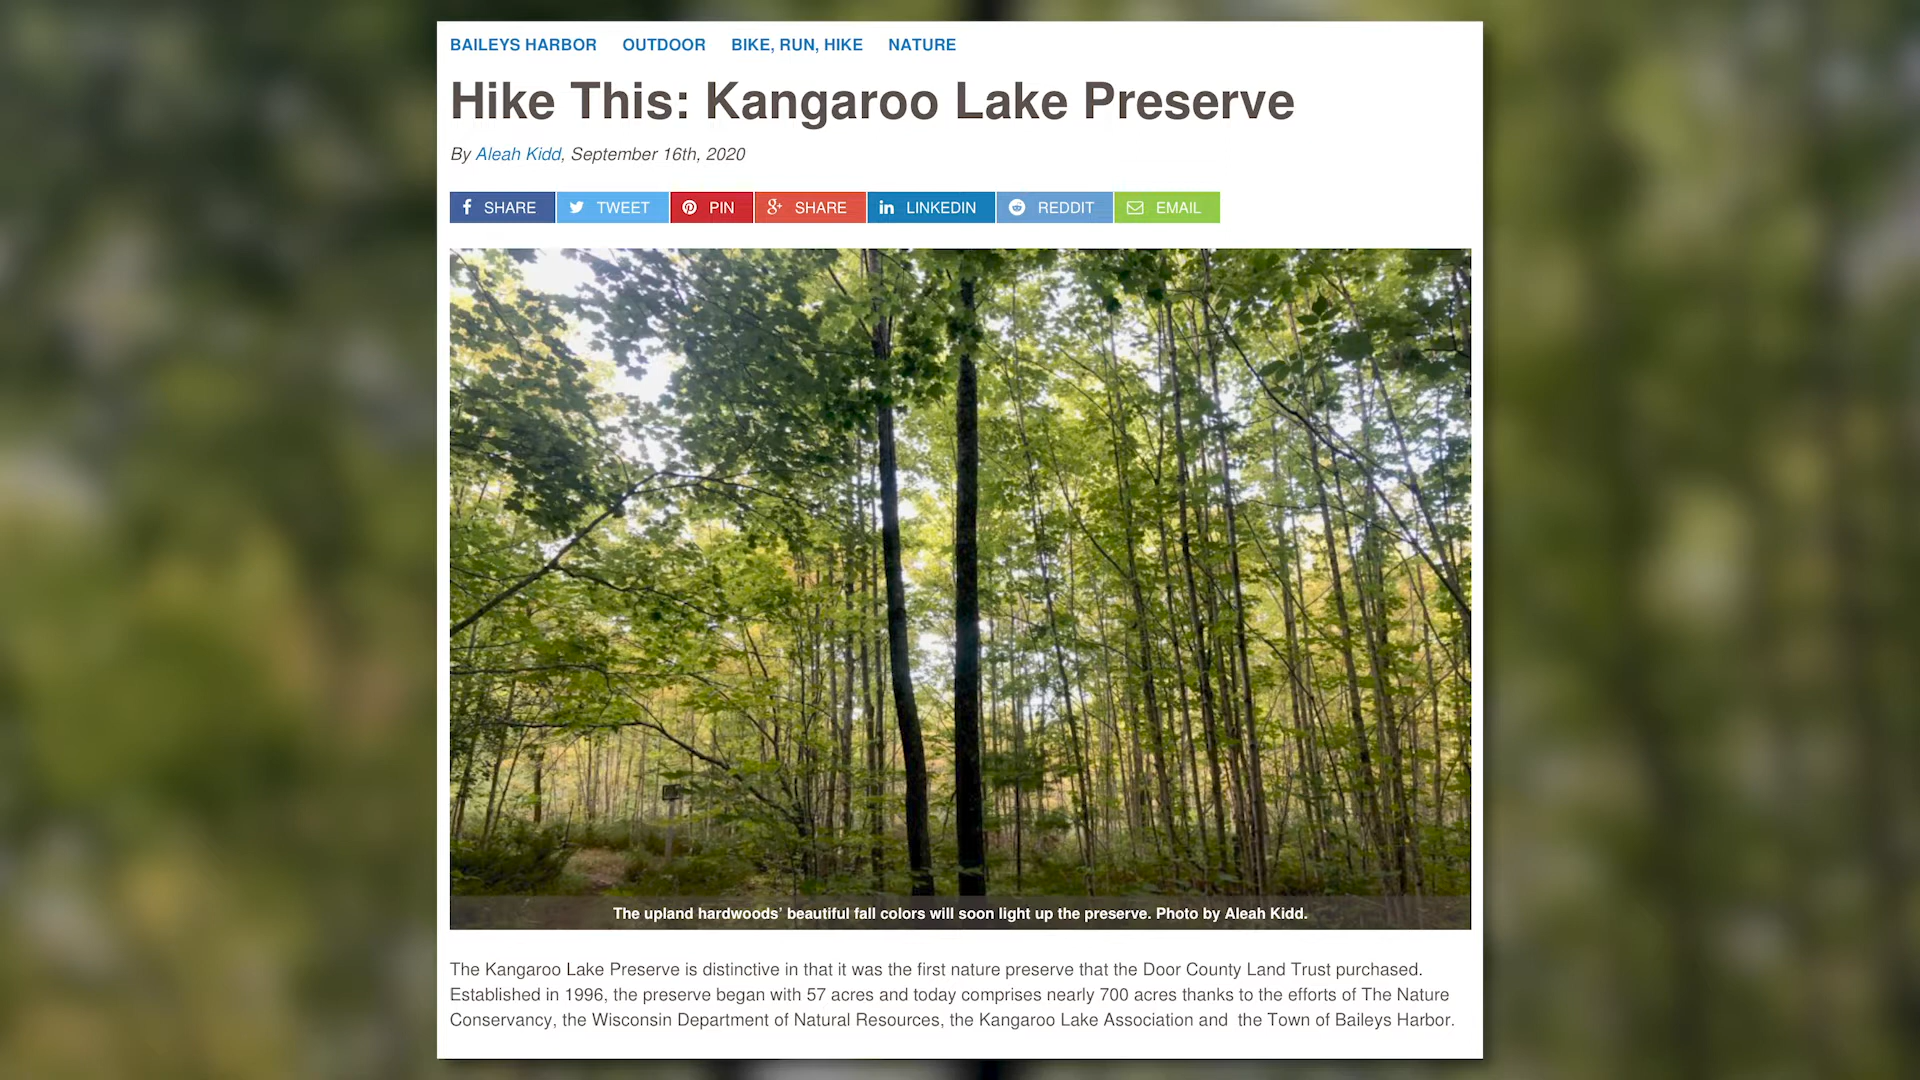 BAILEYS HARBOR OUTDOOR BIKE, RUN, HIKE NATURE
Hike This: Kangaroo Lake Preserve
By Aleah Kidd, September 16th, 2020
SHARE TWEET PIN SHARE LINKEDIN REDDIT EMAIL
The upland hardwoods’ beautiful fall colors will soon light up the preserve. Photo by Aleah Kidd.
The Kangaroo Lake Preserve is distinctive in that it was the first nature preserve that the Door County Land Trust purchased.
Established in 1996, the preserve began with 57 acres and today comprises nearly 700 acres thanks to the efforts of The Nature
Conservancy, the Wisconsin Department of Natural Resources, the Kangaroo Lake Association and the Town of Baileys Harbor.